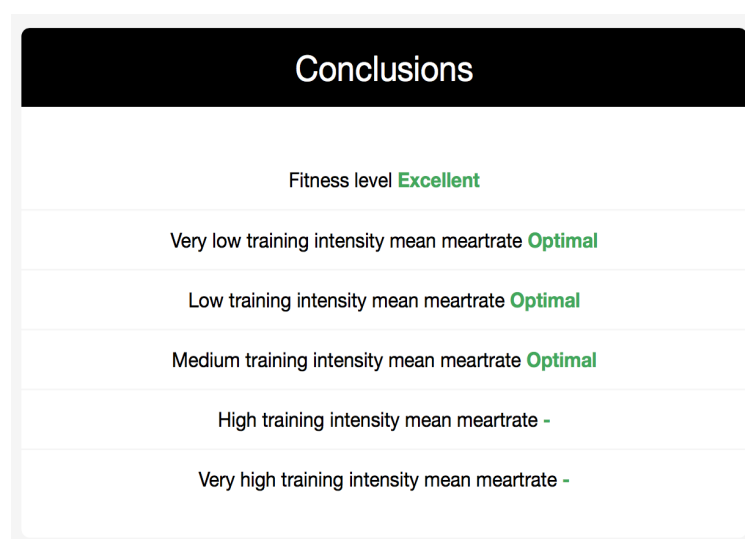 Conclusions
Fitness level Excellent
Very low training intensity mean meartrate Optimal
Low training intensity mean meartrate Optimal
Medium training intensity mean meartrate Optimal
High training intensity mean meartrate -
Very high training intensity mean meartrate -